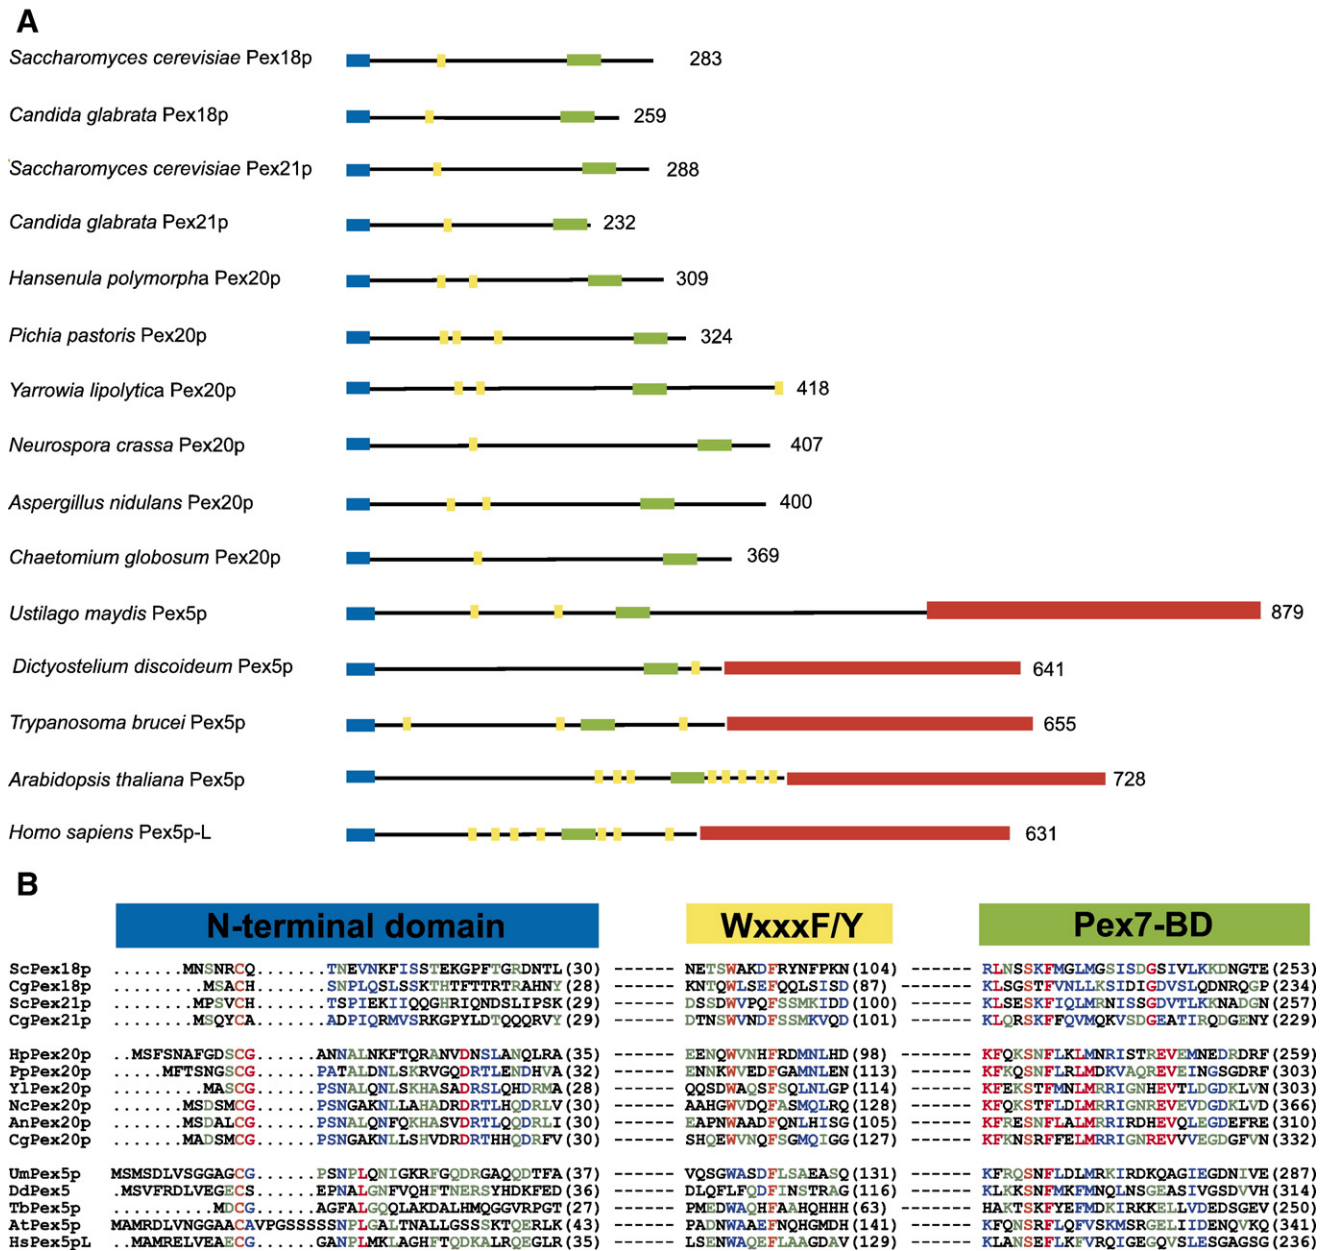 A
Saccharomyces cerevisiae Pex18p 283
Candida glabrata Pex18p 259
Saccharomyces cerevisiae Pex21p 288
Candida glabrata Pex21p 232
Hansenula polymorpha Pex20p 309
Pichia pastoris Pex20p 324
Yarrowia lipolytica Pex20p 418
Neurospora crassa Pex20p 407
Aspergillus nidulans Pex20p 400
Chaetomium globosum Pex20p 369
Ustilago maydis Pex5p 879
Dictyostelium discoideum Pex5p 641
Trypanosoma brucei Pex5p 655
Arabidopsis thaliana Pex5p 728
Homo sapiens Pex5p-L 631
B
N-terminal domain WxxxF/Y Pex7-BD
ScPex18p ......MNSNRCQ.......TNEVNKFISSTEKGPFTGRDNTL(30) ------ NETSWAKDFRYNFPKN(104) ------ RLNSSKFMGLMGSISDGSIVLKKDNGTE(253)
CgPex18p ........MSACH.......SNPLQSLSSKTHTFTTRTRAHNY(28) ------ KNTQWLSEFQQLSISD(87) ------ KLSGSTFVNLLKSIDIGDVSLQDNRQGP(234)
ScPex21p .......MPSVCH.......TSPIEKIIQQGHRIQNDSLIPSK(29) ------ DSSDWVPQFSSMKIDD(100) ------ KLSESKFIQLMRNISSGDVTLKKNADGN(257)
CgPex21p .......MSQYCA.......ADPIQRMVSRKGPYLDTQQQRVY(29) ------ DTNSWVNDFSSMKVQD(101) ------ KLQRSKFFQVMQKVSDGEATIRQDGENY(229)
HpPex20p ..MSFSNAFGDSCG......ANNALNKFTQRANVDNSLANQLRA(35) ------ EENQWVNHFRDMNLHD(98) ------ KFQKSNFLKLMNRISTREVEMNEDRDRF(259)
PpPex20p ....MFTSNGSCG.......PATALDNLSKRVGQDRTLENDHVA(32) ------ ENNKWVEDFKNMNLEN(113) ------ KFEQSNFLRLMDKVAQREVEINGSGDRF(303)
YlPex20p ........MASCG.......PSNALQNLSKHASADRSLQHDRMA(28) ------ QQSDWAQSFSQLNLGP(114) ------ KFEKSTFMNLMRRIGNHEVTLDGDKLVN(303)
NcPex20p ......MSDSMCG.......PSNGAKNLLAHADRDRTLHQDRLV(30) ------ AAHGWVDQFASMQLRQ(128) ------ KFQKSTFLDLMRRIGNREVEVDGDKLVD(366)
AnPex20p ......MSDALCG.......PSNALQNFQKHASVDRTLQQDRLI(30) ------ EAPNWAADFQNLHISG(105) ------ KFQNSTFLNLMRRIRDREVQLEGDEFRE(310)
CgPex20p ......MADSMCG.......PSNGAKNLLSHVDRDRTHHQDRFV(30) ------ SHQEWVNQFSGMQIGG(127) ------ KFKNSRFFELMRRIGNREVVVEGDGFVN(332)
UmPex5p MSMSDLVSGGAGCG......PSNPLQNIGKRFGQDRGAQQDTFA(37) ------ VQSGWASDFLSAEASQ(131) ------ KFRQSNFLDLMRKIRDKQAGIEGDNIVE(287)
DdPex5 .MSVFRDLVEGECS......EPNALGNFVQHFTNERSYHDKFED(36) ------ DLQFLFQDFINSTRAG(116) ------ KLKKSNFMKFMNQLNSGEASIVGSDVVH(314)
TbPex5p .........MDCG.......AGFALGQQLAKDALHMQGGVRPGT(27) ------ PMEDWAQHFAAHQHHH(63) ------ HAKTSKFYEFMDKIRKKELLVDEDSGEV(250)
AtPex5p MAMRDLVNGGAACAVPGSSSSSNPLGALTNALLGSSSKTQERLK(43) ------ PADNWAAEFNQHGMDH(141) ------ KFQNSRFLQFVSKMSRGELIIDENQVKQ(341)
HsPex5pL ..MAMRELVEAECG......GANPLMKLAGHFTQDKALRQEGLR(35) ------ LSENWAQEFLAAGDAV(129) ------ KLANSEFLKFVRQIGEGQVSLESGAGSG(236)